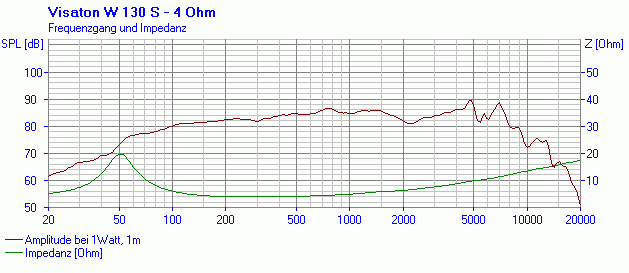 Visaton W 130 S - 4 Ohm
Frequenzgang und Impedanz
SPL [dB] Z [Ohm]
100 50
90 40
80 30
70 20
60 10
50
20 50 100 200 500 1000 2000 5000 10000 20000
Amplitude bei 1Watt, 1m
Impedanz [Ohm]